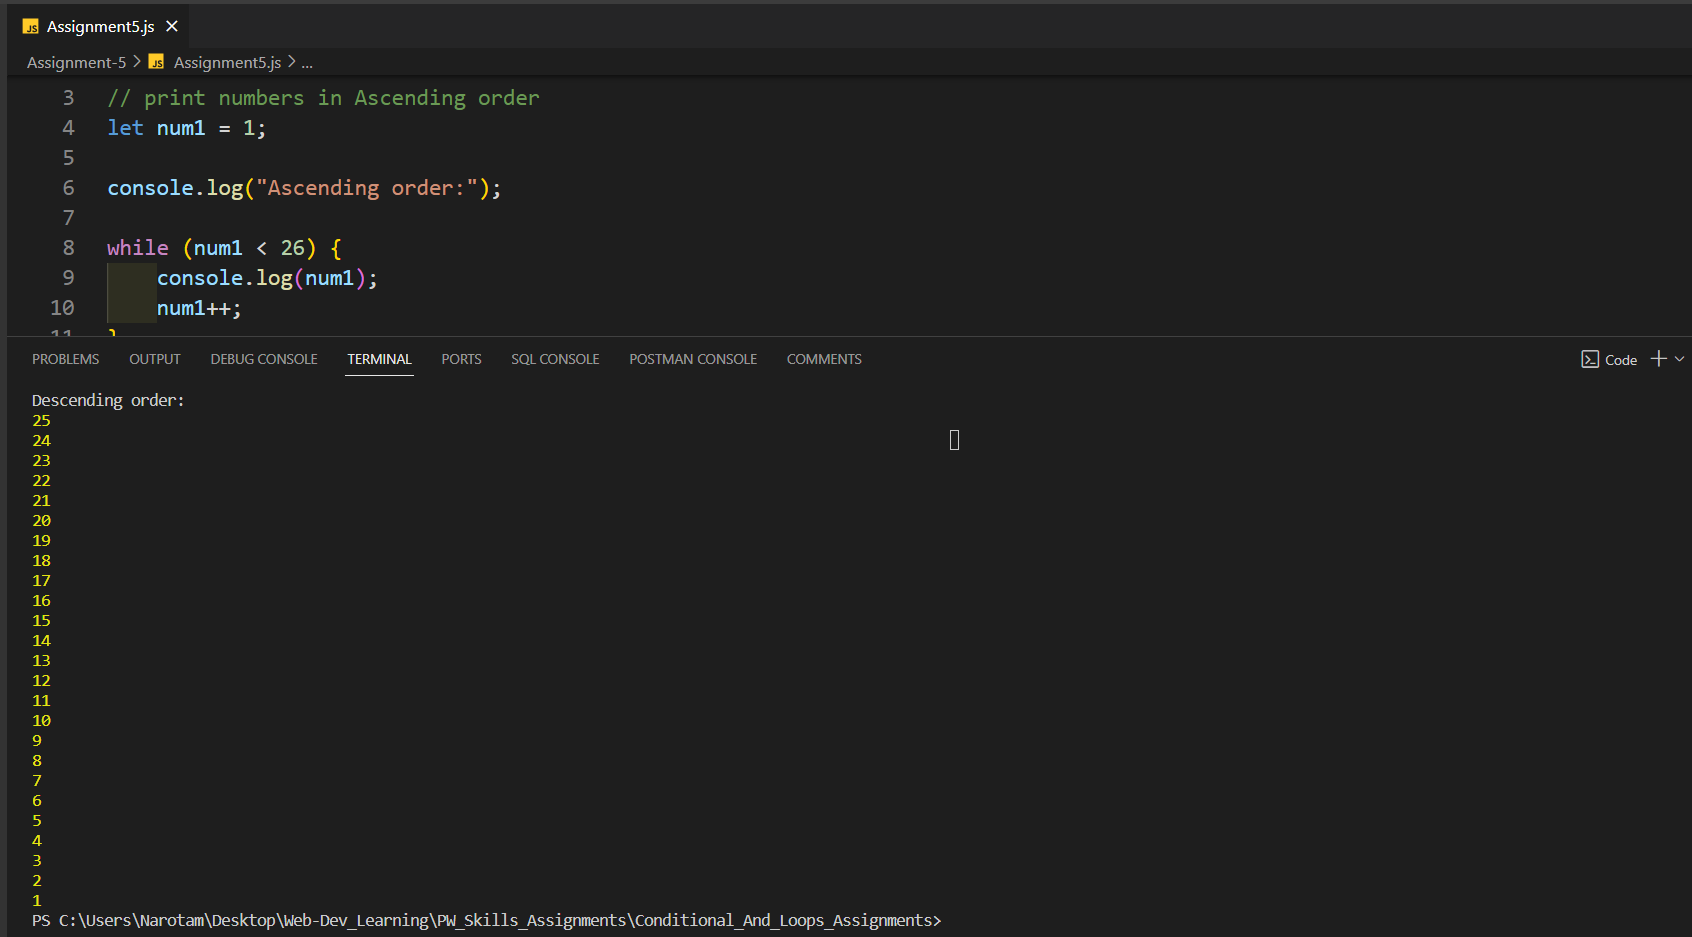 JS Assignment5.js
Assignment-5 > JS Assignment5.js > ...
3 // print numbers in Ascending order
4 let num1 = 1;
5
6 console.log("Ascending order:");
7
8 while (num1 < 26) {
9 console.log(num1);
10 num1++;
11 }
PROBLEMS OUTPUT DEBUG CONSOLE TERMINAL PORTS SQL CONSOLE POSTMAN CONSOLE COMMENTS Code
Descending order:
25
24
23
22
21
20
19
18
17
16
15
14
13
12
11
10
9
8
7
6
5
4
3
2
1
PS C:\Users\Narotam\Desktop\Web-Dev_Learning\PW_Skills_Assignments\Conditional_And_Loops_Assignments>